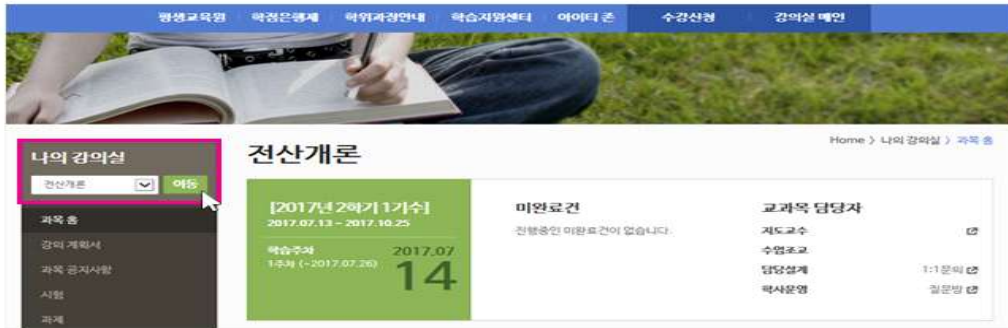 평생교육원 학점은행제 학위과정안내 학습지원센터 아이티 존 수강신청 강의실 메인
Home > 나의 강의실 > 과목 홈
나의 강의실
전산개론 이동
과목 홈
강의 계획서
과목 공지사항
시험
과제
전산개론
[2017년 2학기 1기수]
2017.07.13 ~ 2017.10.25
학습주차
1주차 (~2017.07.26)
2017.07
14
미완료건
진행중인 미완료건이 없습니다.
교과목 담당자
지도교수
수업조교
담당설계 1:1문의
학사운영 질문방